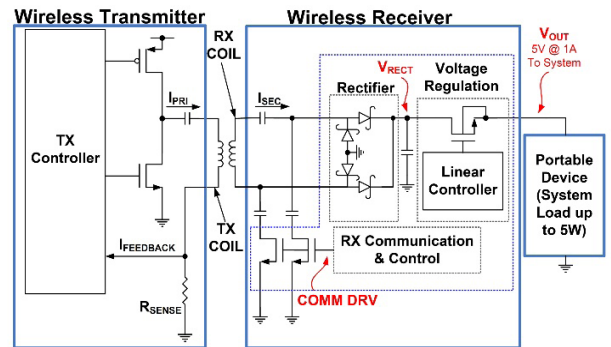 Wireless Transmitter
Wireless Receiver
VOUT
5V @ 1A
To System
RX
COIL
VRECT
Voltage
Regulation
Rectifier
IPRI
ISEC
TX
Controller
Linear
Controller
Portable
Device
(System
Load up
to 5W)
TX
COIL
IFEEDBACK
RX Communication
& Control
RSENSE
COMM DRV